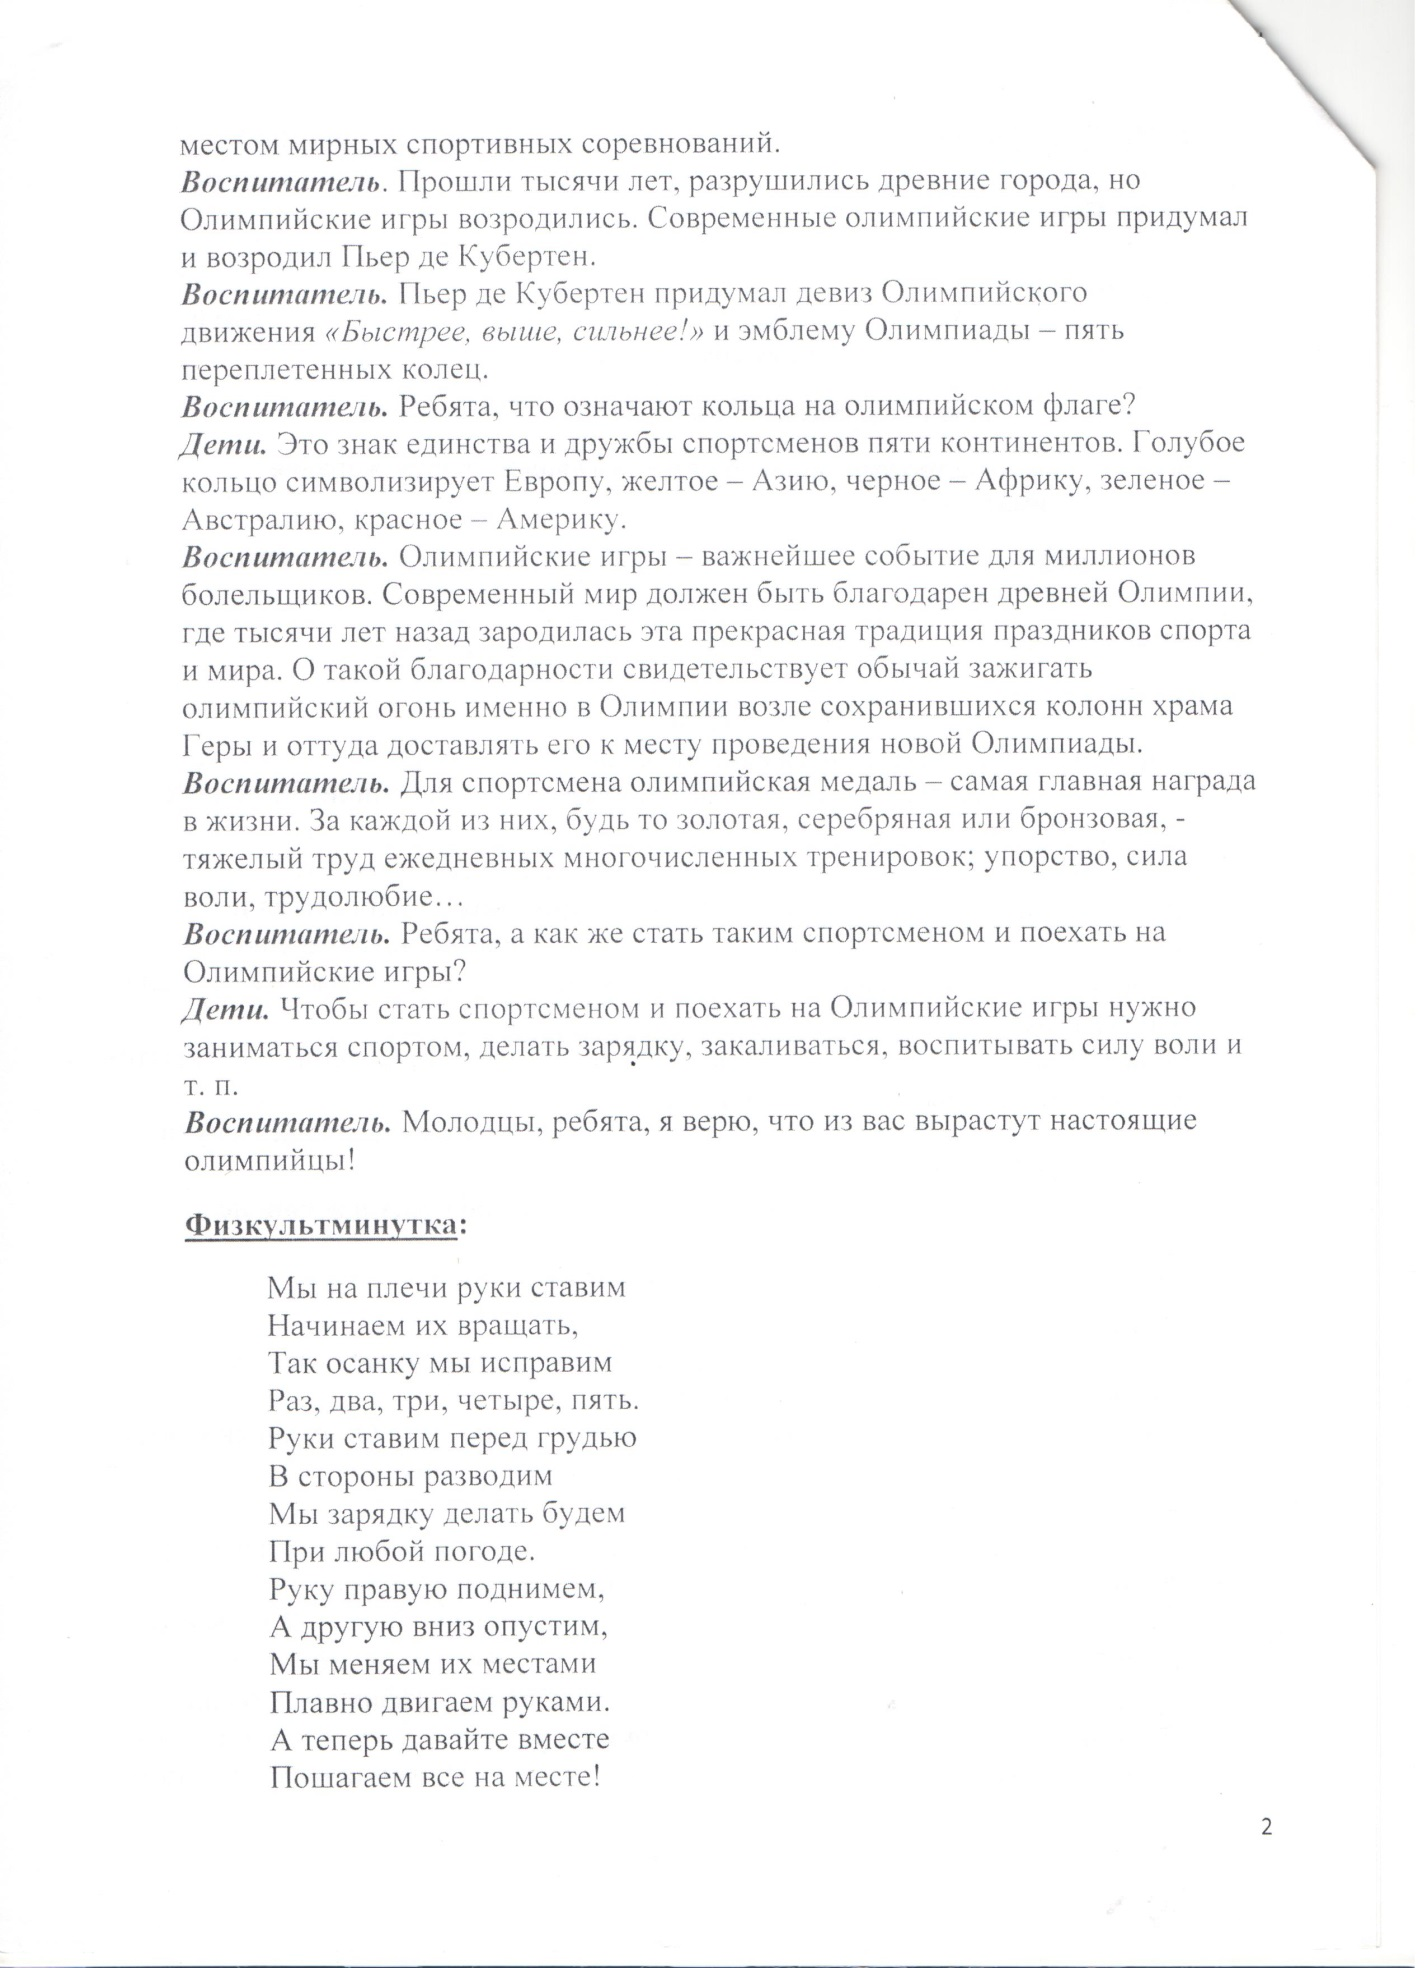 местом мирных спортивных соревнований.
Воспитатель. Прошли тысячи лет, разрушились древние города, но
Олимпийские игры возродились. Современные олимпийские игры придумал
и возродил Пьер де Кубертен.
Воспитатель. Пьер де Кубертен придумал девиз Олимпийского
движения «Быстрее, выше, сильнее!» и эмблему Олимпиады – пять
переплетенных колец.
Воспитатель. Ребята, что означают кольца на олимпийском флаге?
Дети. Это знак единства и дружбы спортсменов пяти континентов. Голубое
кольцо символизирует Европу, желтое – Азию, черное – Африку, зеленое –
Австралию, красное – Америку.
Воспитатель. Олимпийские игры – важнейшее событие для миллионов
болельщиков. Современный мир должен быть благодарен древней Олимпии,
где тысячи лет назад зародилась эта прекрасная традиция праздников спорта
и мира. О такой благодарности свидетельствует обычай зажигать
олимпийский огонь именно в Олимпии возле сохранившихся колонн храма
Геры и оттуда доставлять его к месту проведения новой Олимпиады.
Воспитатель. Для спортсмена олимпийская медаль – самая главная награда
в жизни. За каждой из них, будь то золотая, серебряная или бронзовая, -
тяжелый труд ежедневных многочисленных тренировок; упорство, сила
воли, трудолюбие…
Воспитатель. Ребята, а как же стать таким спортсменом и поехать на
Олимпийские игры?
Дети. Чтобы стать спортсменом и поехать на Олимпийские игры нужно
заниматься спортом, делать зарядку, закаливаться, воспитывать силу воли и
т. п.
Воспитатель. Молодцы, ребята, я верю, что из вас вырастут настоящие
олимпийцы!
Физкультминутка:
Мы на плечи руки ставим
Начинаем их вращать,
Так осанку мы исправим
Раз, два, три, четыре, пять.
Руки ставим перед грудью
В стороны разводим
Мы зарядку делать будем
При любой погоде.
Руку правую поднимем,
А другую вниз опустим,
Мы меняем их местами
Плавно двигаем руками.
А теперь давайте вместе
Пошагаем все на месте!
2